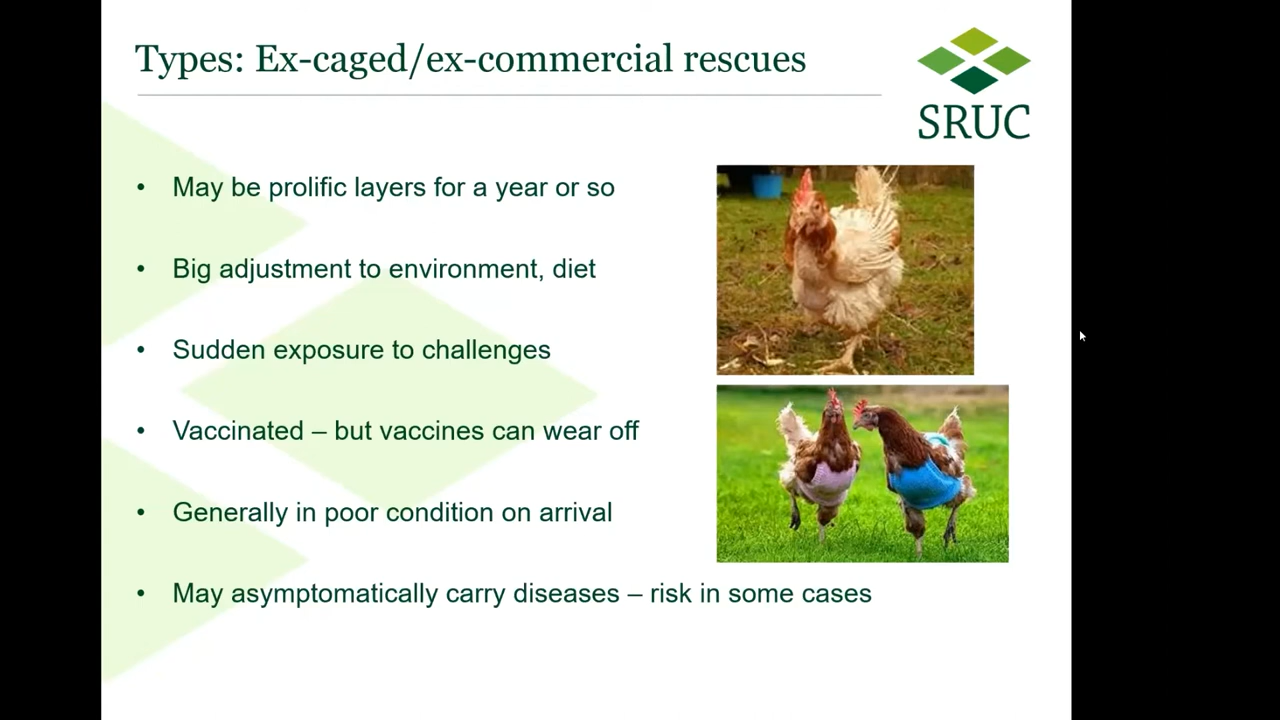 Types: Ex-caged/ex-commercial rescues
SRUC
• May be prolific layers for a year or so
• Big adjustment to environment, diet
• Sudden exposure to challenges
• Vaccinated – but vaccines can wear off
• Generally in poor condition on arrival
• May asymptomatically carry diseases – risk in some cases